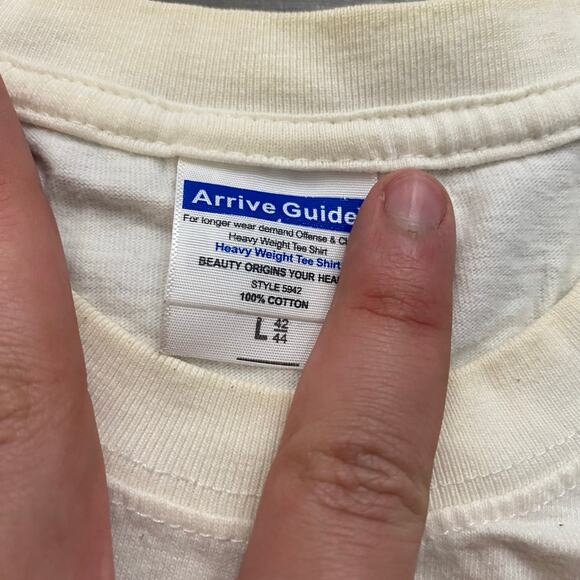 Arrive Guide
For longer wear demand Offense &
Heavy Weight Tee Shirt
Heavy Weight Tee Shirt
BEAUTY ORIGINS YOUR
STYLE 5942
100% COTTON
L 42/44